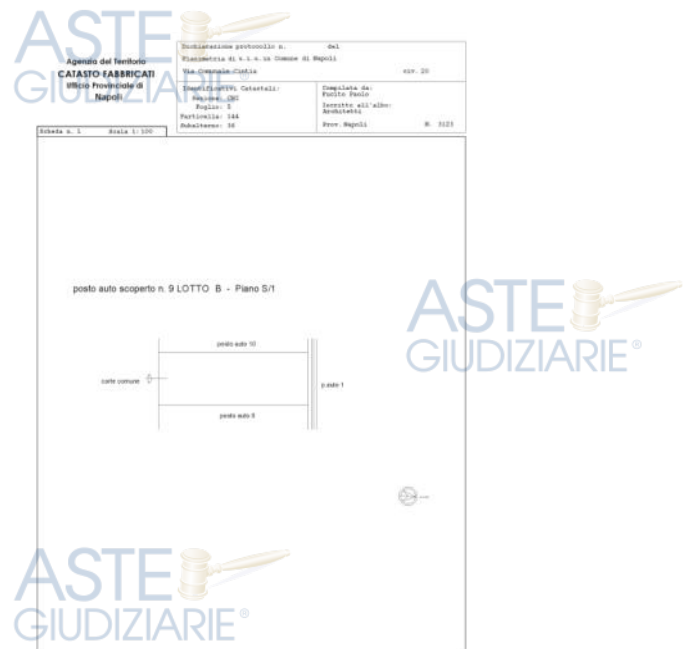 ASTE
GIUDIZIARIE®
Agenzia del Territorio
CATASTO FABBRICATI
Ufficio Provinciale di
Napoli
Dichiarazione protocollo n. del
Planimetria di u.i.u. in Comune di Napoli
Via Comunale Cintia civ. 20
Identificativi Catastali:
Sezione: CHI
Foglio: 5
Particella: 144
Subalterno: 36
Compilata da:
Paolo
Iscritto all'albo:
Architetti
Prov. Napoli N.
Scheda n. 1 Scala 1:100
posto auto scoperto n. 9 LOTTO B - Piano S/1
posto auto 10
corte comune
p.auto 1
posto auto 8
ASTE
GIUDIZIARIE®
ASTE
GIUDIZIARIE®